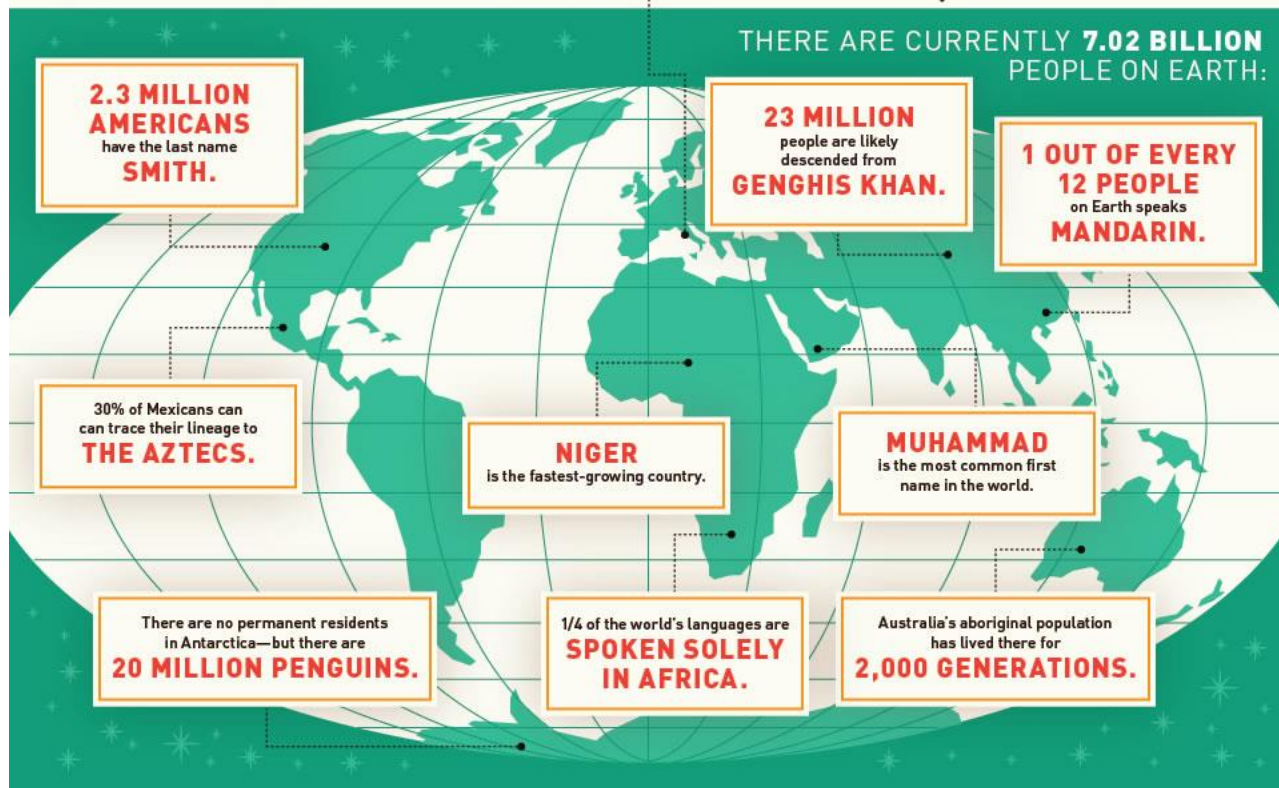 THERE ARE CURRENTLY 7.02 BILLION
PEOPLE ON EARTH:
2.3 MILLION
AMERICANS
have the last name
SMITH.
23 MILLION
people are likely
descended from
GENGHIS KHAN.
1 OUT OF EVERY
12 PEOPLE
on Earth speaks
MANDARIN.
30% of Mexicans can
can trace their lineage to
THE AZTECS.
NIGER
is the fastest-growing country.
MUHAMMAD
is the most common first
name in the world.
There are no permanent residents
in Antarctica—but there are
20 MILLION PENGUINS.
1/4 of the world's languages are
SPOKEN SOLELY
IN AFRICA.
Australia's aboriginal population
has lived there for
2,000 GENERATIONS.